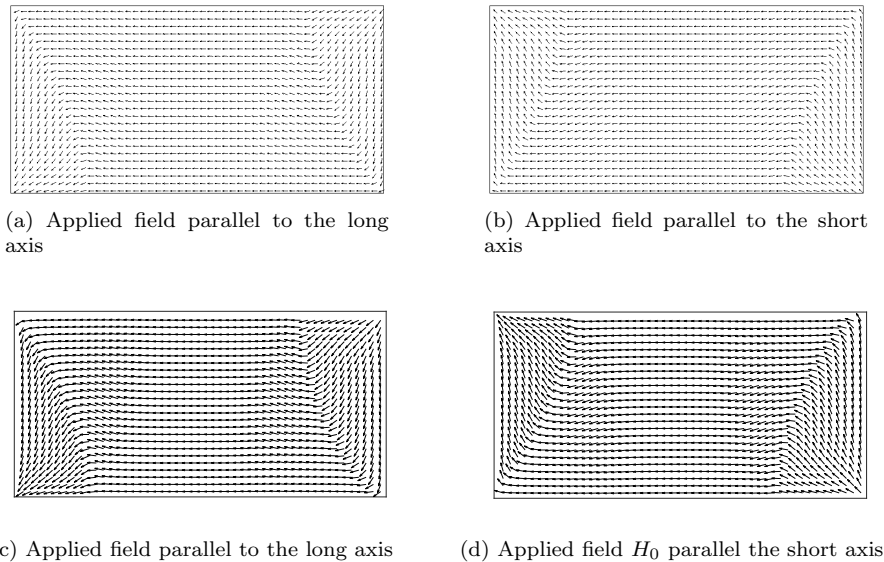 (a) Applied field parallel to the long
axis
(b) Applied field parallel to the short
axis
c) Applied field parallel to the long axis
(d) Applied field H₀ parallel the short axis